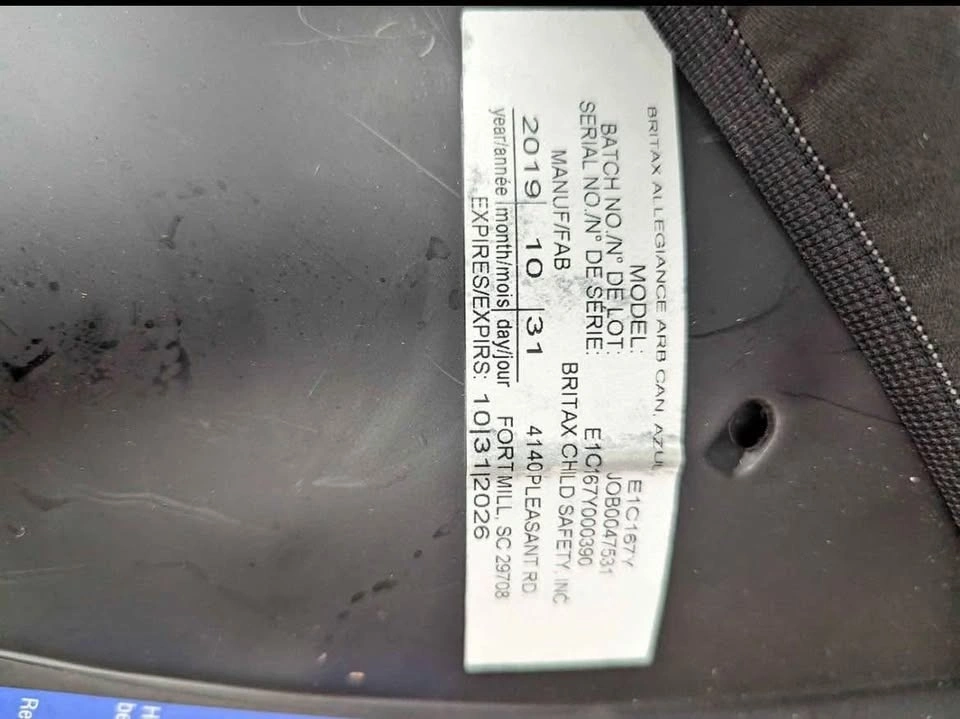 BRITAX ALLEGIANCE ARB CAN, AZUL
MODEL: E1C167Y
BATCH NO./N° DE LOT: JOB0047531
SERIAL NO./N° DE SÉRIE: E1C167Y000390
MANUF/FAB BRITAX CHILD SAFETY, INC
2019 | 10 | 31 4140 PLEASANT RD
year/année | month/mois | day/jour FORT MILL, SC 29708
EXPIRES/EXPIRS: 10|31|2026